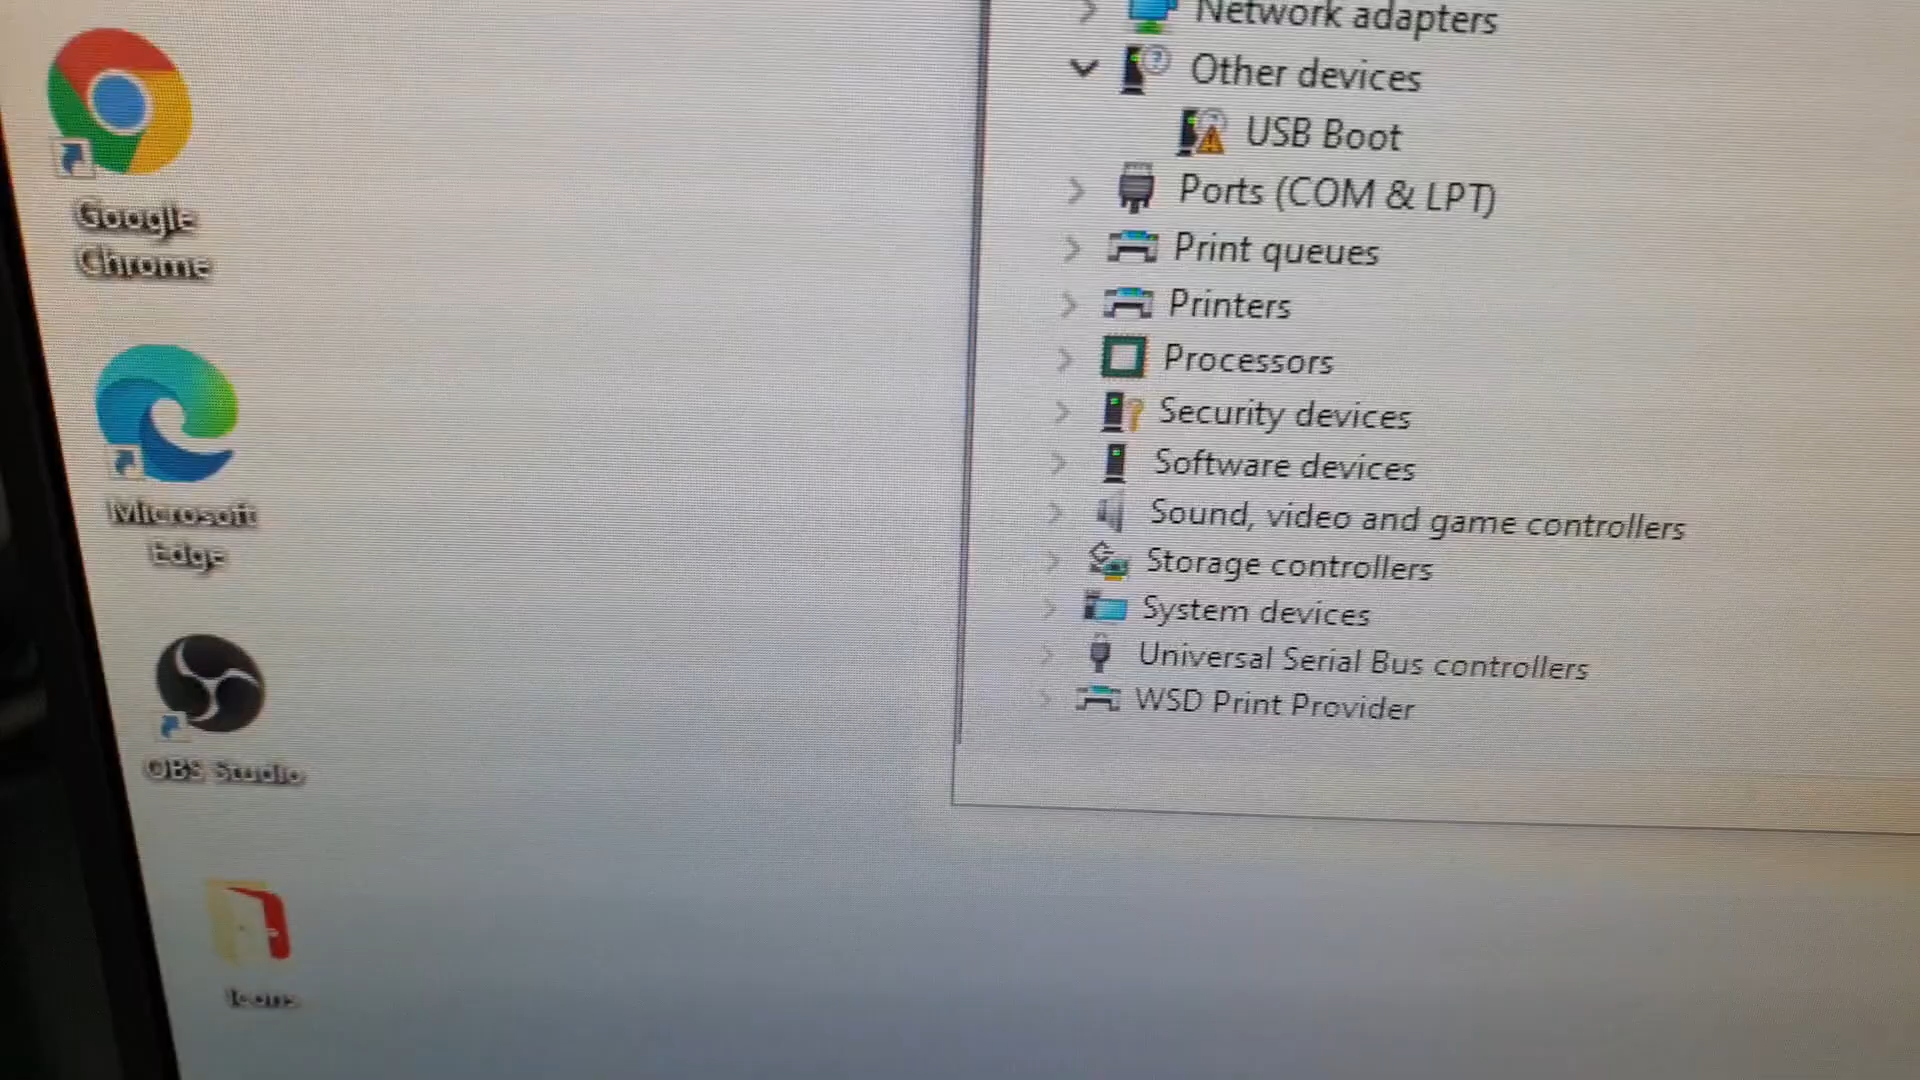 Google
Chrome
Microsoft
Edge
OBS Studio
Icons
Network adapters
Other devices
USB Boot
Ports (COM & LPT)
Print queues
Printers
Processors
Security devices
Software devices
Sound, video and game controllers
Storage controllers
System devices
Universal Serial Bus controllers
WSD Print Provider